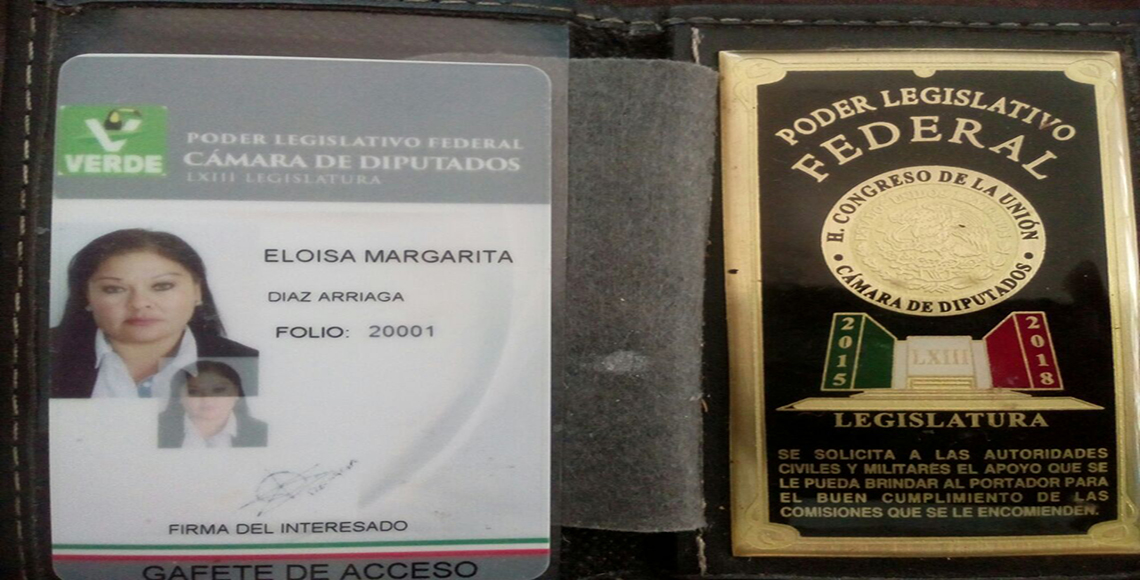 VERDE
PODER LEGISLATIVO FEDERAL
CÁMARA DE DIPUTADOS
LXIII LEGISLATURA
ELOISA MARGARITA
DIAZ ARRIAGA
FOLIO: 20001
FIRMA DEL INTERESADO
GAFETE DE ACCESO
PODER LEGISLATIVO
FEDERAL
H. CONGRESO DE LA UNIÓN
• CÁMARA DE DIPUTADOS •
2015
LXIII
2018
LEGISLATURA
SE SOLICITA A LAS AUTORIDADES
CIVILES Y MILITARES EL APOYO QUE SE
LE PUEDA BRINDAR AL PORTADOR PARA
EL BUEN CUMPLIMIENTO DE LAS
COMISIONES QUE SE LE ENCOMIENDEN.